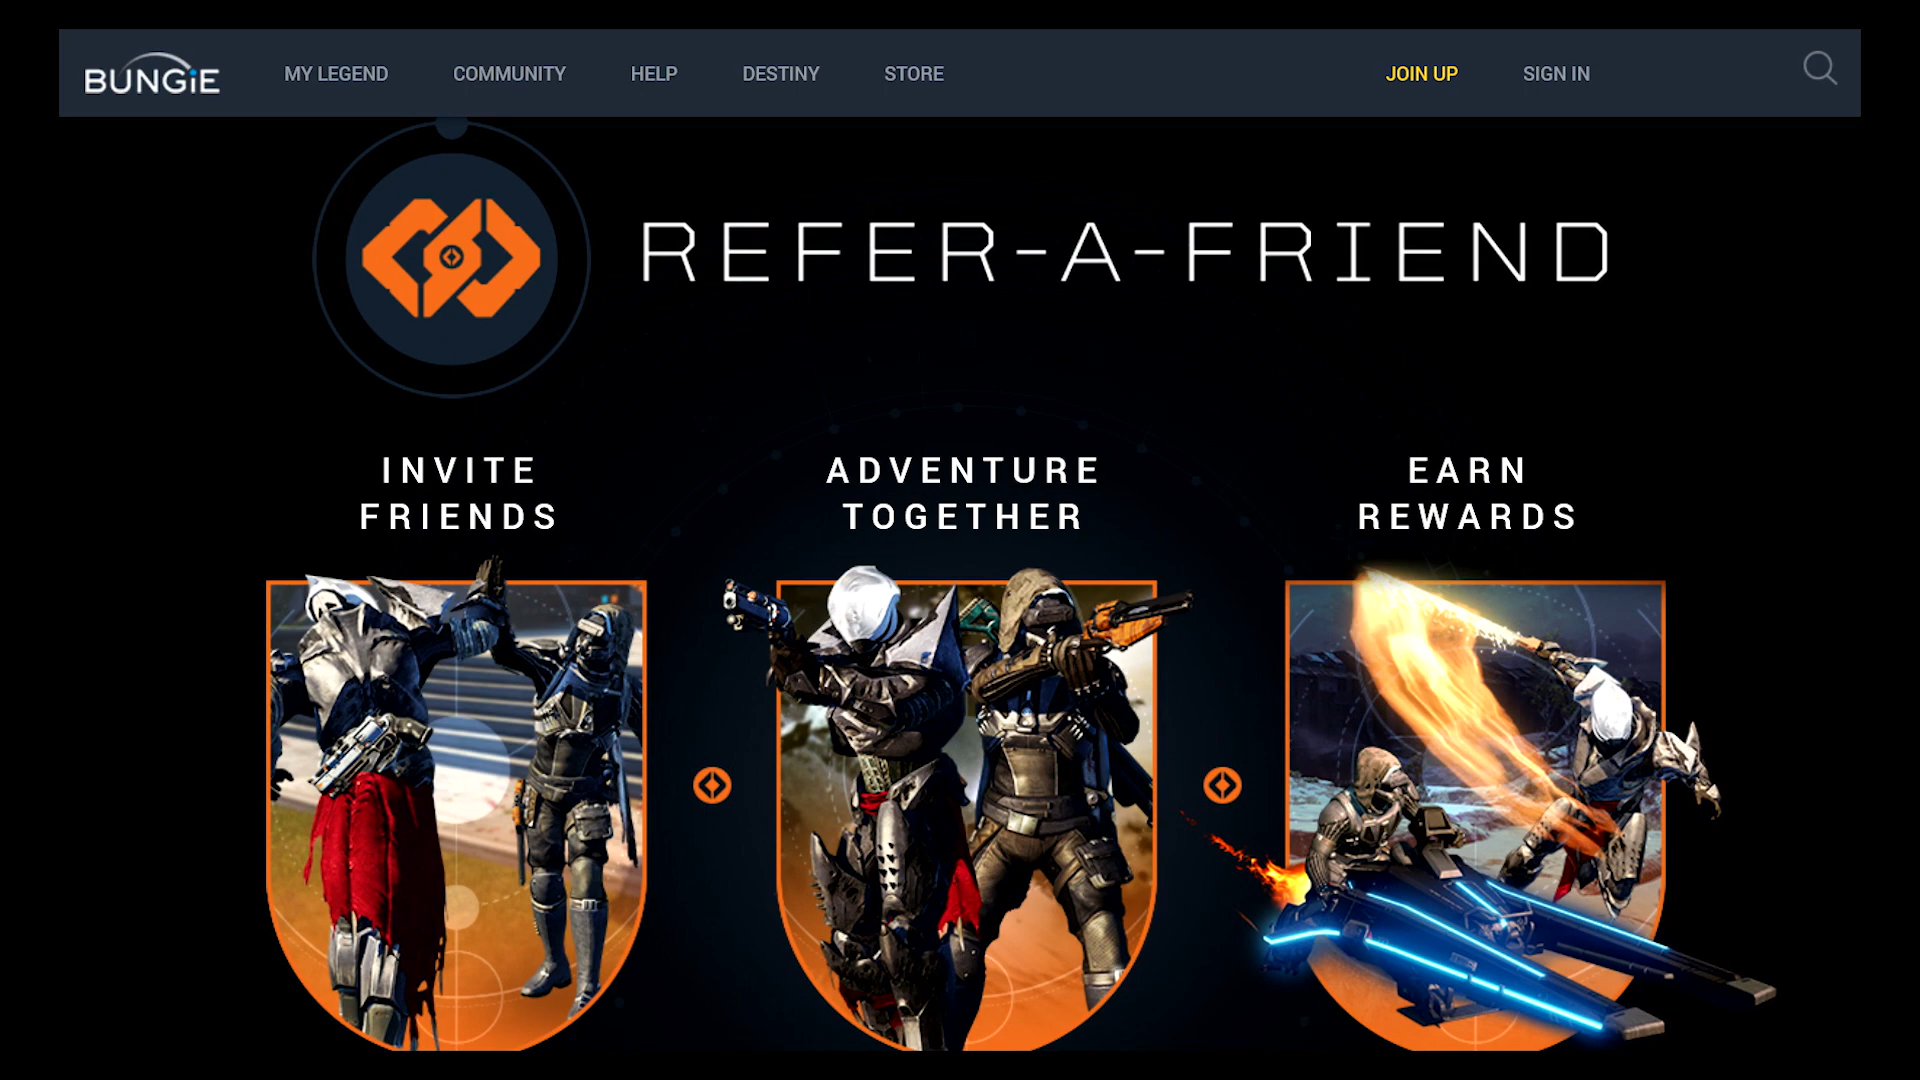 BUNGiE MY LEGEND COMMUNITY HELP DESTINY STORE JOIN UP SIGN IN
REFER-A-FRIEND
INVITE
FRIENDS
ADVENTURE
TOGETHER
EARN
REWARDS